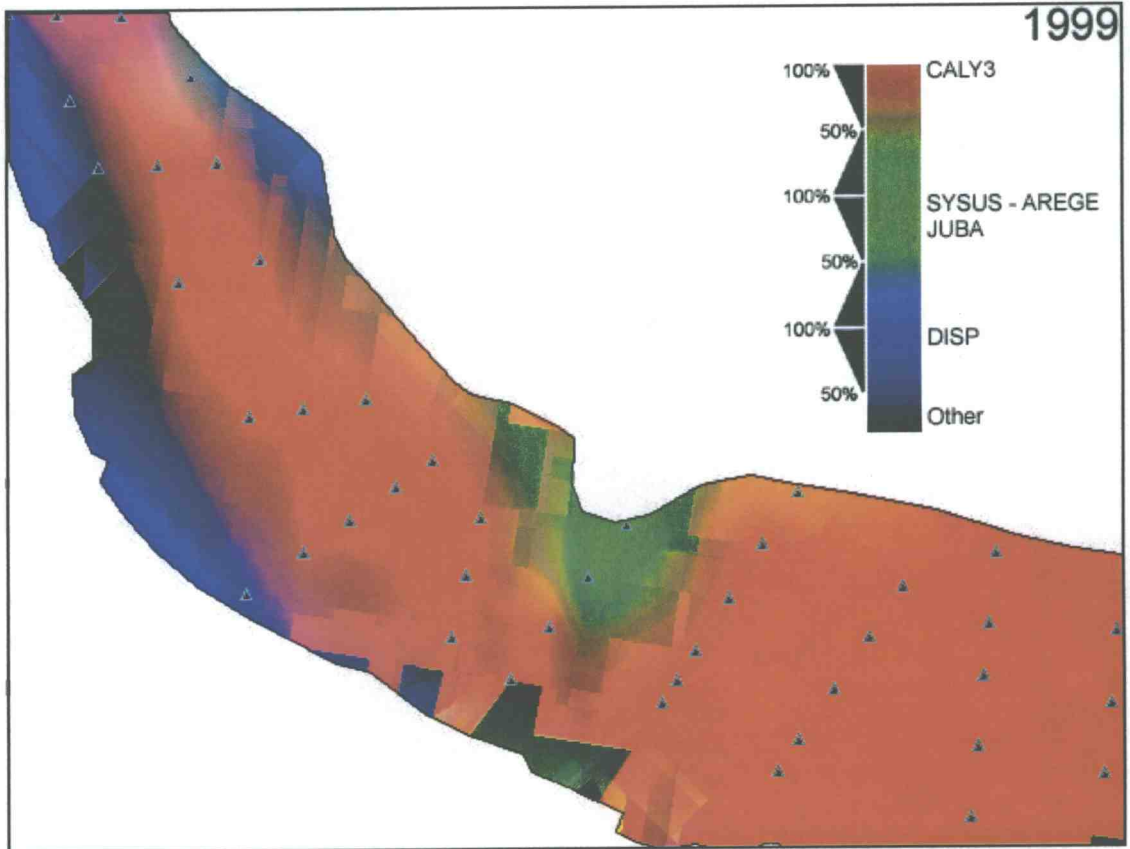 1999
100%
CALY3
50%
100%
SYSUS - AREGE
JUBA
50%
100%
DISP
50%
Other